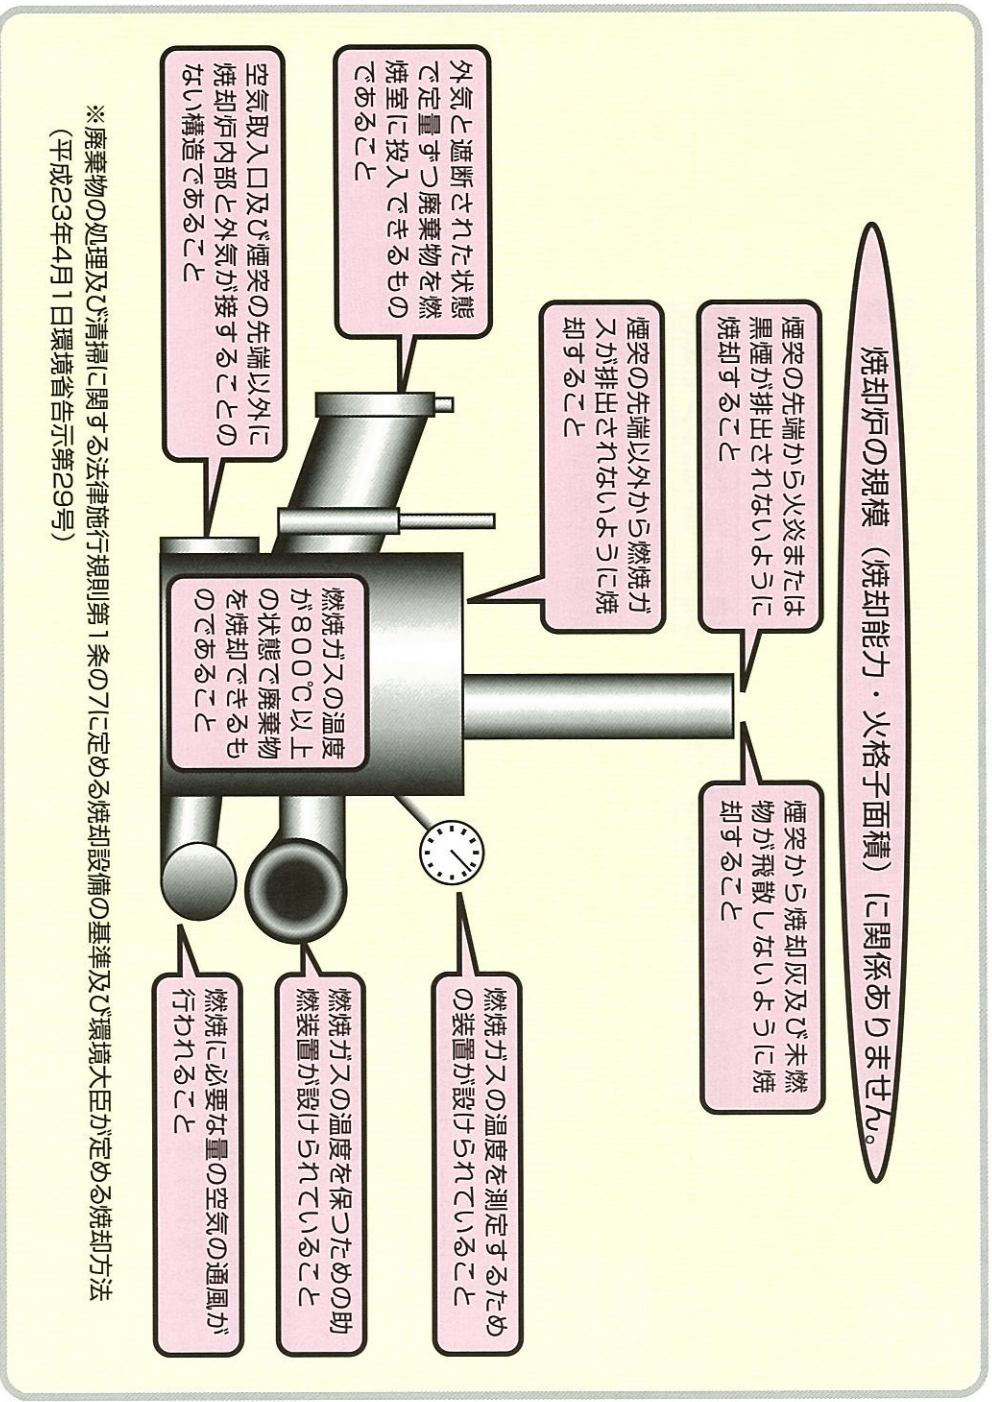 焼却炉の規模（焼却能力・火格子面積）に関係ありません。
煙突の先端から火炎または
黒煙が排出されないように
焼却すること
煙突から焼却灰及び未燃
物が飛散しないように焼
却すること
煙突の先端以外から燃焼ガ
スが排出されないように焼
却すること
外気と遮断された状態
で定量ずつ廃棄物を燃
焼室に投入できるもの
であること
燃焼ガスの温度を測定するため
の装置が設けられていること
空気取入口及び煙突の先端以外に
焼却炉内部と外気が接することの
ない構造であること
燃焼ガスの温度
が800℃以上
の状態で廃棄物
を焼却できるも
のであること
燃焼ガスの温度を保つための助
燃装置が設けられていること
燃焼に必要な量の空気の通風が
行われること
※廃棄物の処理及び清掃に関する法律施行規則第1条の7に定める焼却設備の基準及び環境大臣が定める焼却方法
（平成23年4月1日環境省告示第29号）